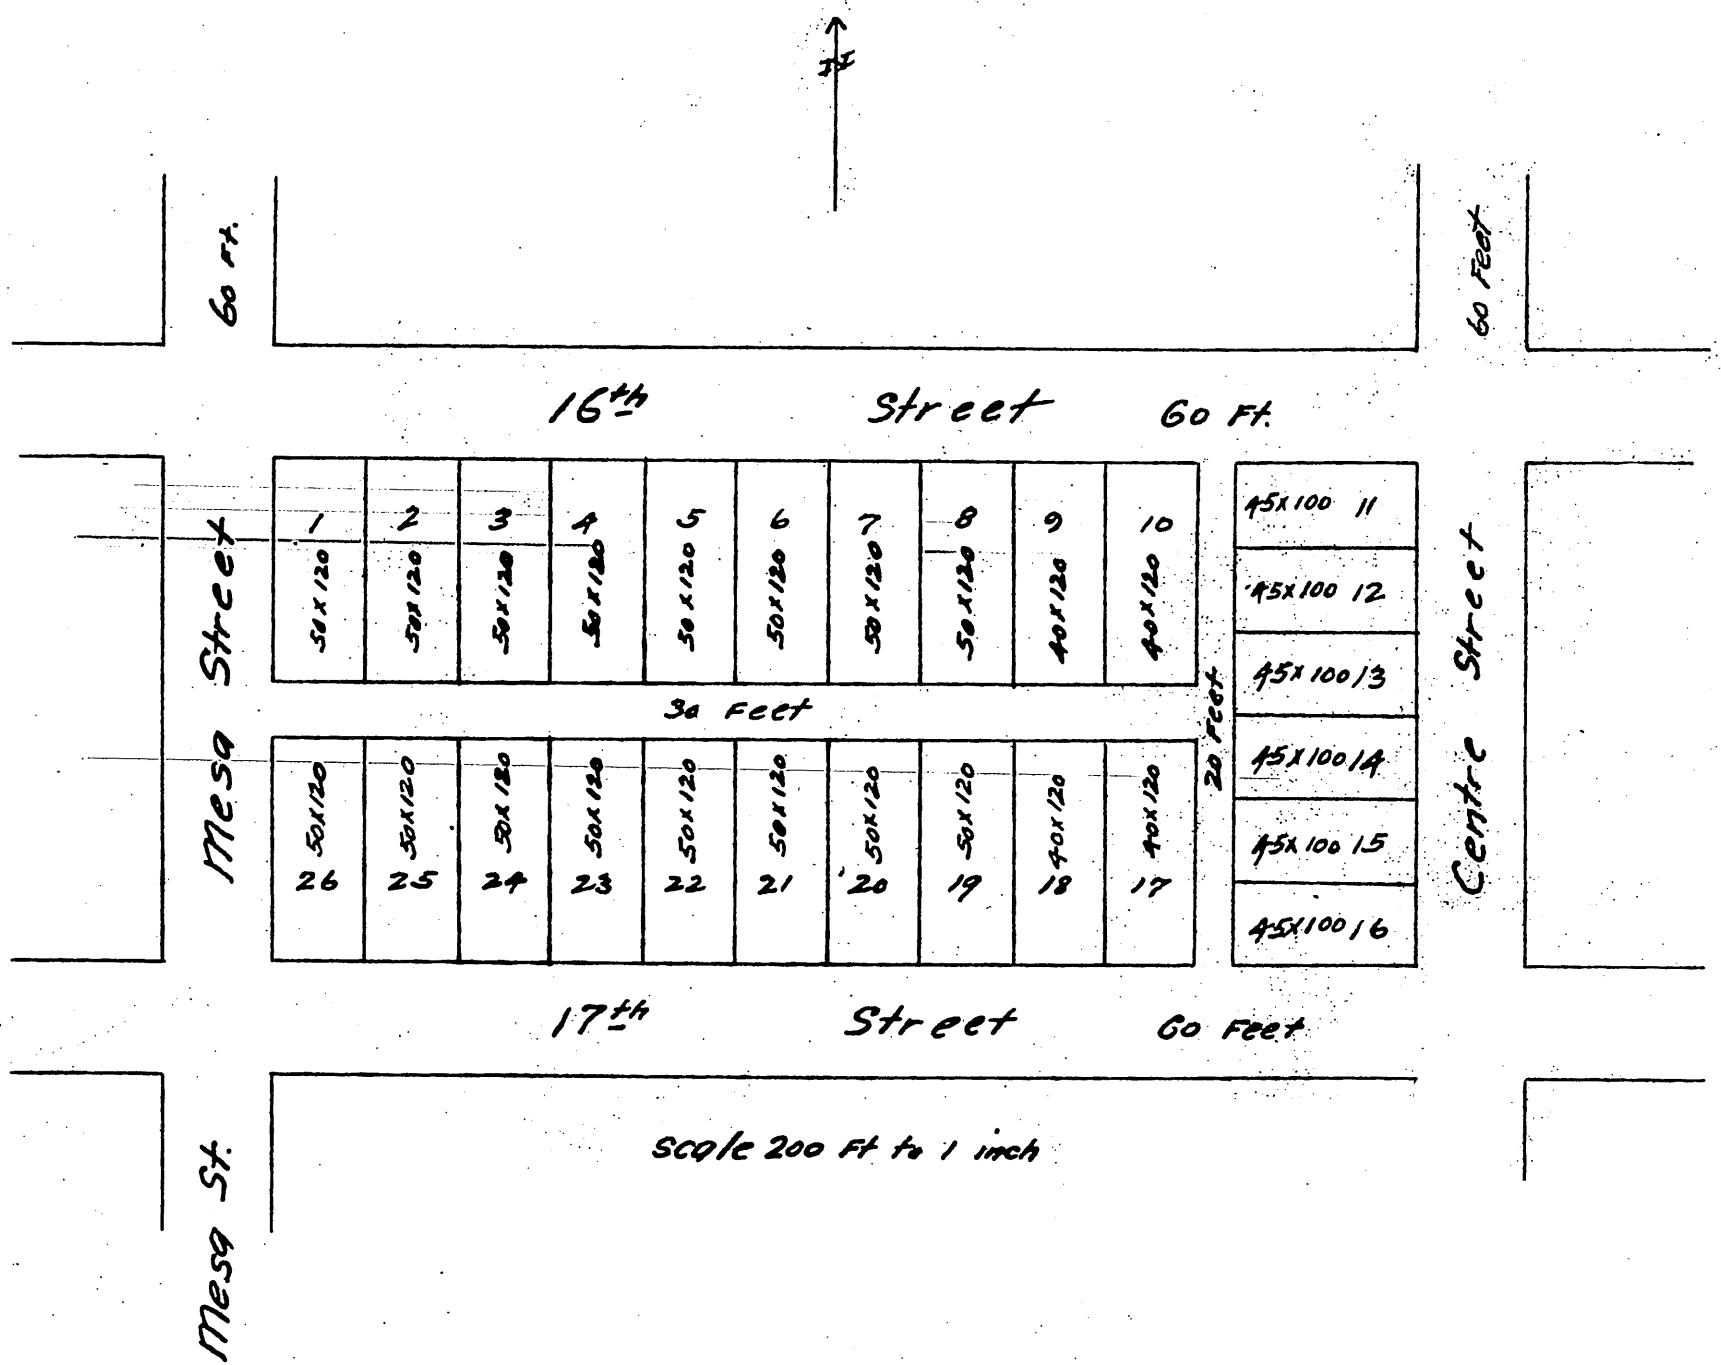 N
60 Ft.
60 Feet
16th Street 60 Ft.
Mesa Street
1 50x120
2 50x120
3 50x120
4 50x120
5 50x120
6 50x120
7 50x120
8 50x120
9 40x120
10 40x120
45x100 11
45x100 12
45x100 13
45x100 14
45x100 15
45x100 16
30 Feet
20 Feet
Centre Street
50x120 26
50x120 25
50x120 24
50x120 23
50x120 22
50x120 21
50x120 20
50x120 19
40x120 18
40x120 17
17th Street 60 Feet
scale 200 Ft to 1 inch
Mesa St.